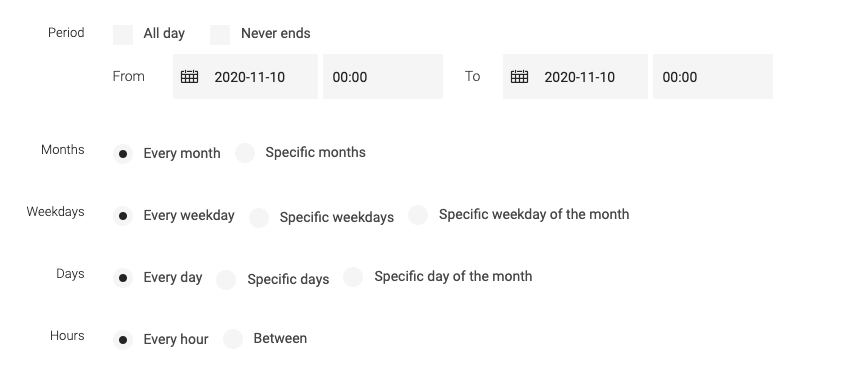 Period All day Never ends
From 2020-11-10 00:00 To 2020-11-10 00:00
Months Every month Specific months
Weekdays Every weekday Specific weekdays Specific weekday of the month
Days Every day Specific days Specific day of the month
Hours Every hour Between